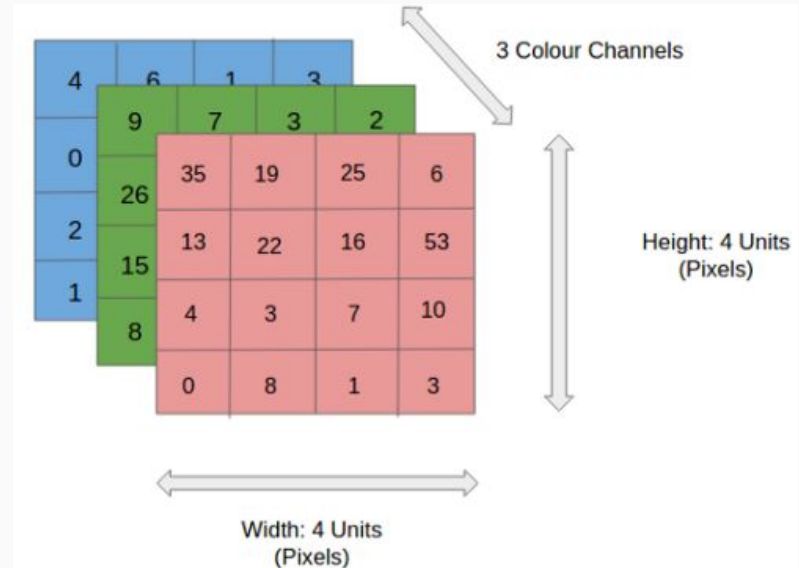 3 Colour Channels
4 6 1 3
9 7 3 2
0
35 19 25 6
26
2
13 22 16 53
Height: 4 Units
(Pixels)
15
1
4 3 7 10
8
0 8 1 3
Width: 4 Units
(Pixels)